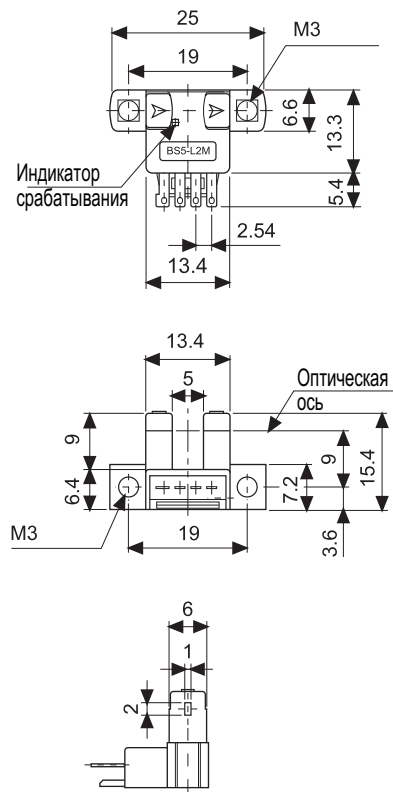 25
19
M3
6.6
13.3
5.4
BS5-L2M
Индикатор
срабатывания
2.54
13.4
13.4
5
Оптическая
ось
9
6.4
9
15.4
7.2
3.6
M3
19
6
1
2